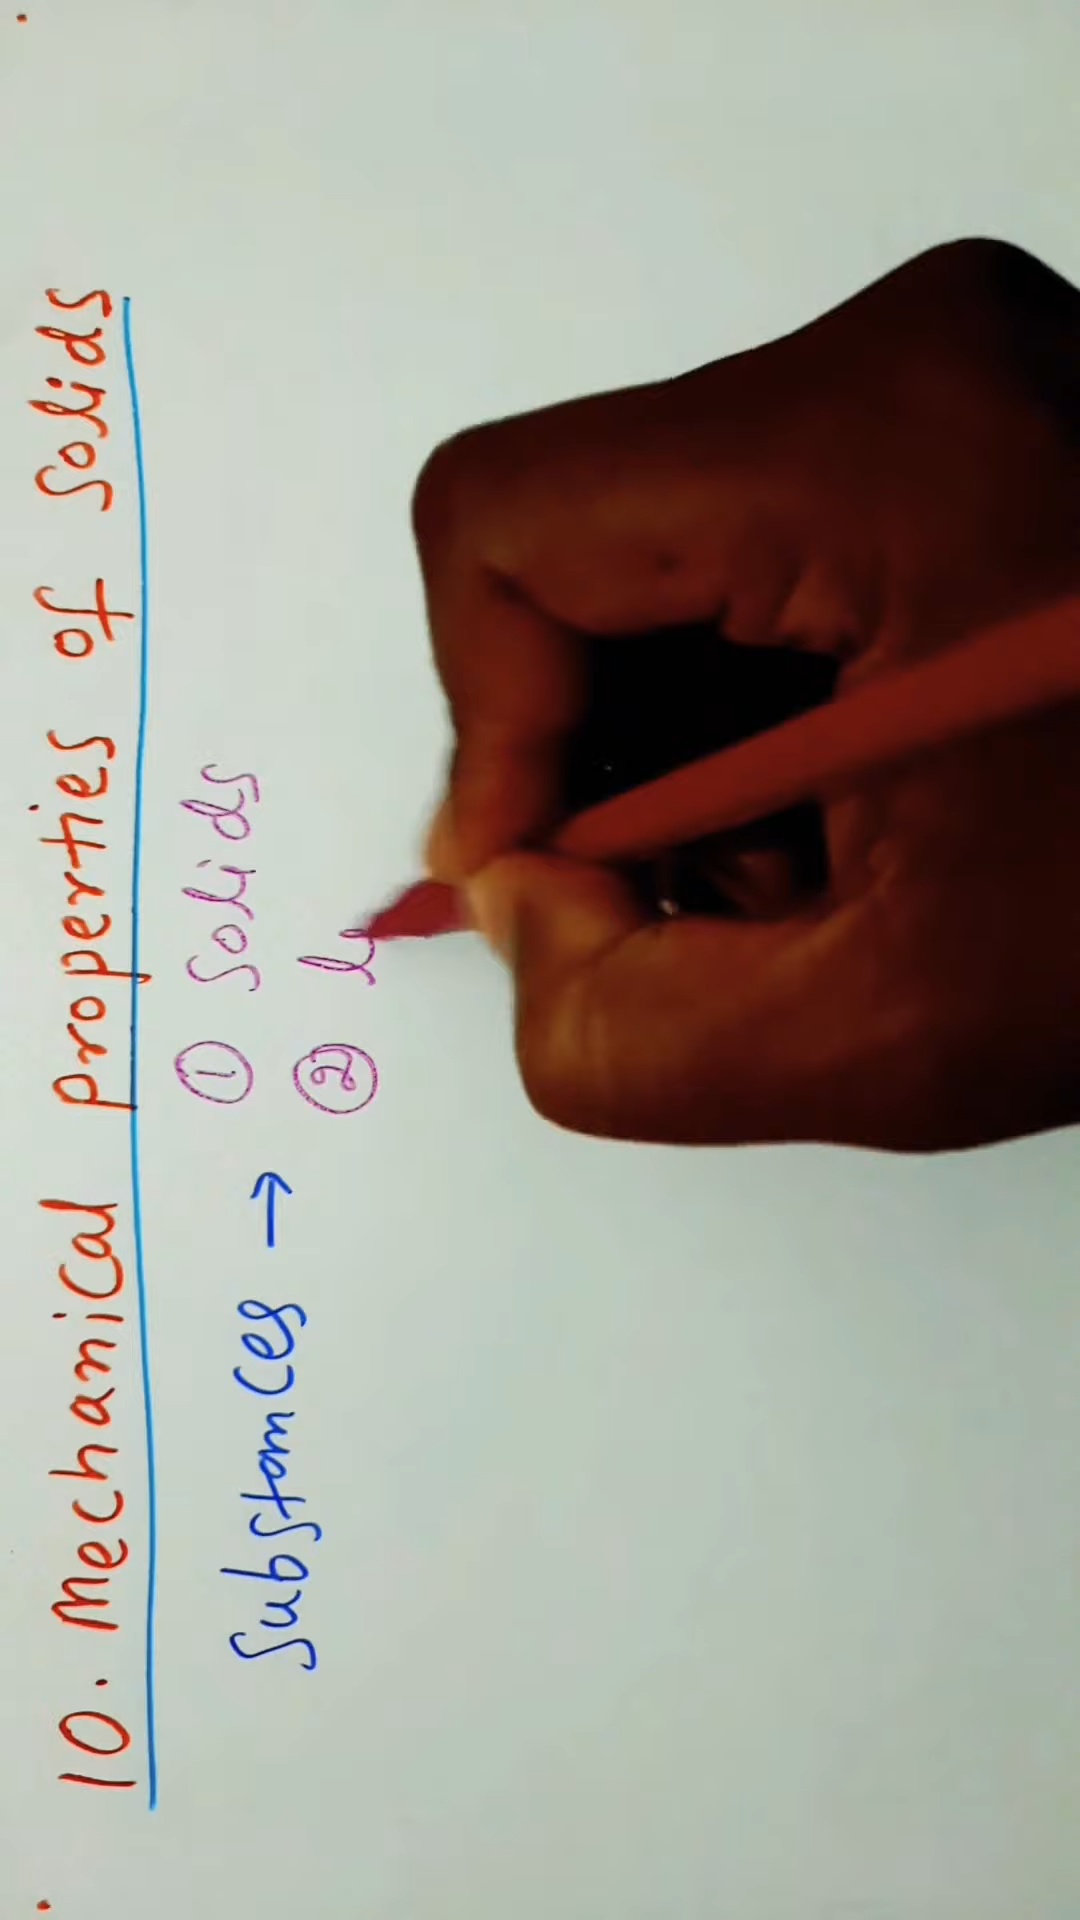 10. Mechanical properties of Solids
Substances →
① Solids
②